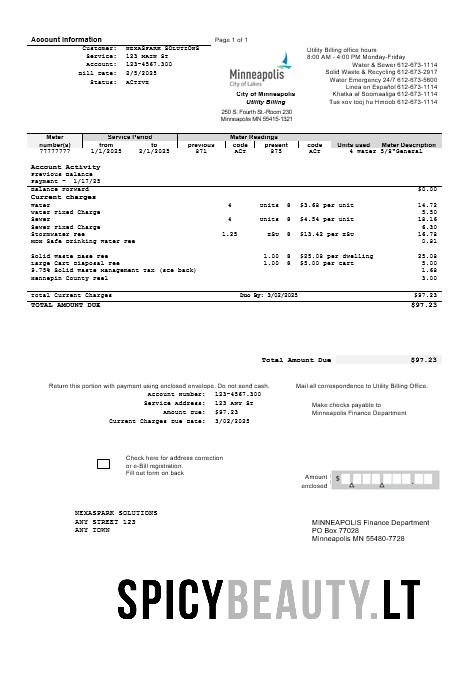 Account Information
Page 1 of 1
Customer: NEXASPARK SOLUTIONS
Service: 123 MAIN St
Account: 123-4567.300
Bill Date: 2/5/2025
Status: Active
Minneapolis
City of Lakes
City of Minneapolis
Utility Billing
250 S. Fourth St.-Room 230
Minneapolis MN 55415-1321
Utility Billing office hours
8:00 AM - 4:00 PM Monday-Friday
Water & Sewer 612-673-1114
Solid Waste & Recycling 612-673-2917
Water Emergency 24/7 612-673-5600
Linea en Español 612-673-1114
Khatka af Soomaaliga 612-673-1114
Tus xov tooj hu Hmoob 612-673-1114
Meter Service Period Meter Readings
number(s) from to previous code present code Units used Meter Description
77777777 1/1/2025 2/1/2025 871 ACT 875 ACT 4 Water 5/8"General
Account Activity
Previous Balance
Payment - 1/17/25
Balance Forward $0.00
Current Charges
Water 4 Units @ $3.68 per unit 14.72
Water Fixed Charge 5.50
Sewer 4 Units @ $4.54 per unit 18.16
Sewer Fixed Charge 6.30
Stormwater Fee 1.25 ESU @ $13.42 per ESU 16.78
MDH Safe Drinking Water Fee 0.81
Solid Waste Base Fee 1.00 @ $25.08 per dwelling 25.08
Large Cart Disposal Fee 1.00 @ $5.00 per cart 5.00
9.75% Solid Waste Management Tax (SCE back) 1.68
Hennepin County Feel 3.00
Total Current Charges Due By: 3/02/2025 $97.23
TOTAL AMOUNT DUE $97.23
Total Amount Due $97.23
Return this portion with payment using enclosed envelope. Do not send cash.
Mail all correspondence to Utility Billing Office.
Account Number: 123-4567.300
Service Address: 123 ANY St
Amount Due: $97.23
Current Charges Due Date: 3/02/2025
Make checks payable to
Minneapolis Finance Department
Check here for address correction
or e-Bill registration.
Fill out form on back
Amount
enclosed
$
NEXASPARK SOLUTIONS
ANY STREET 123
ANY TOWN
MINNEAPOLIS Finance Department
PO Box 77028
Minneapolis MN 55480-7728
SPICYBEAUTY.LT